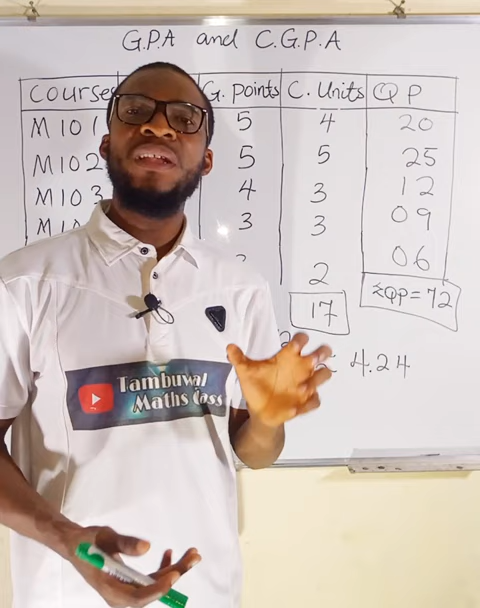 G.P.A and C.G.P.A
Courses G. Points C. Units QP
M101 5 4 20
M102 5 5 25
M103 4 3 12
3 3 09
2 06
17 ΣQP=72
4.24
Tambuwal
Maths Class